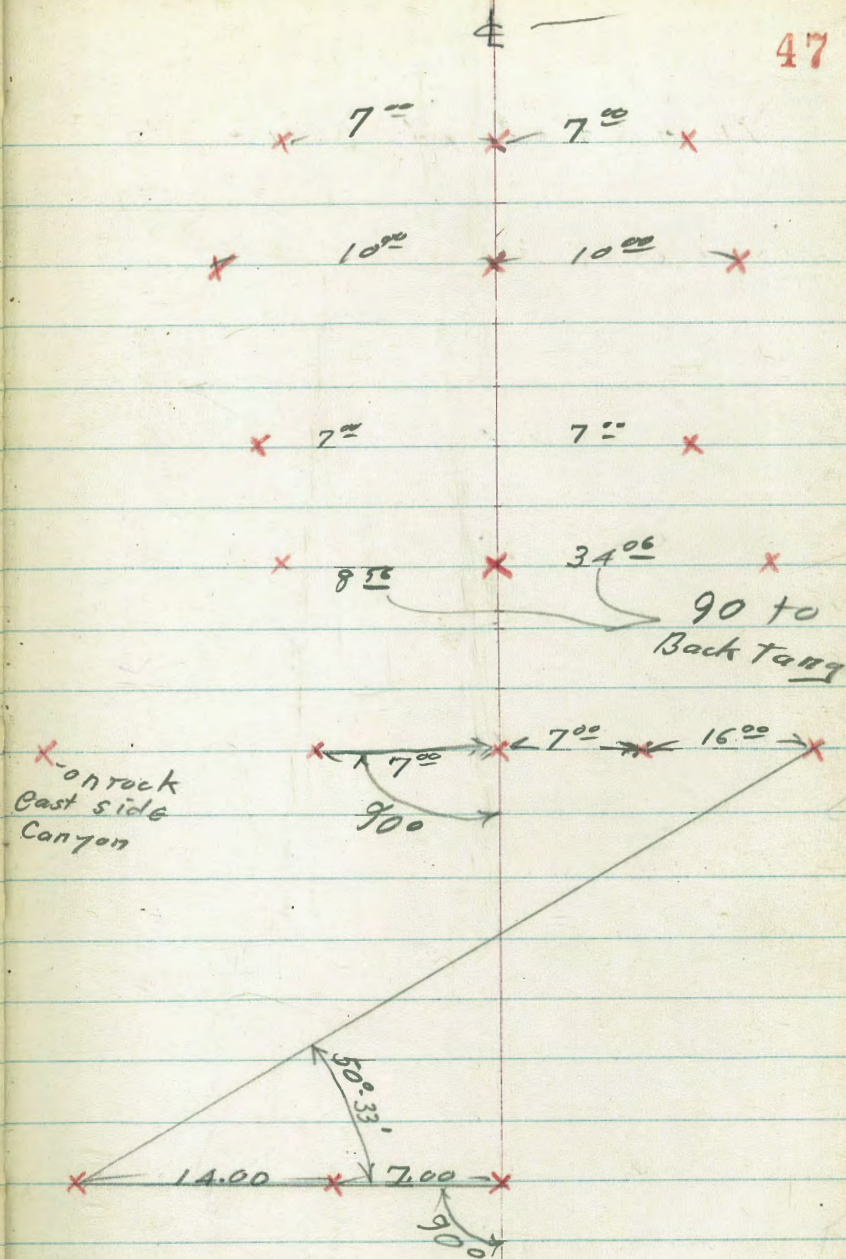 ℄
47
7 00 7 00
10 00 10 00
7 00 7 00
8 56 34 06
90 to
Back Tang
7 00 7 00 16 00
on rock
east side
Canyon
90°
50°-33'
14.00 7.00
90°